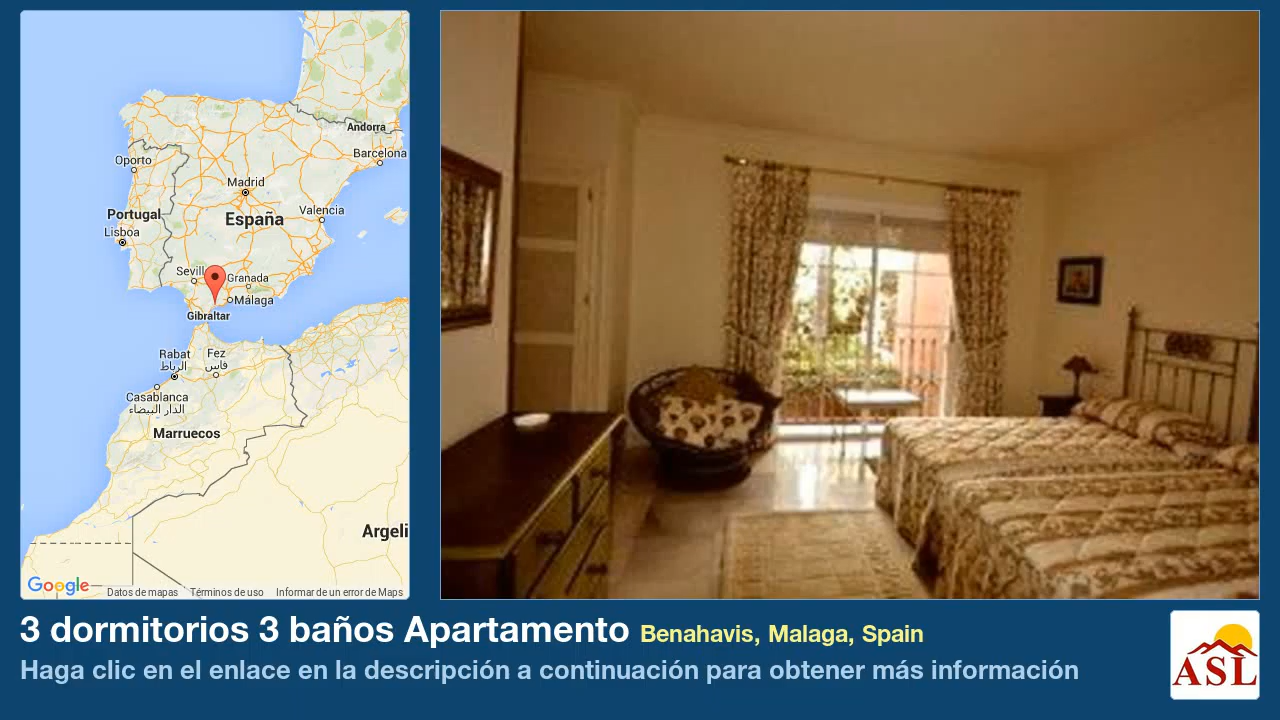 Andorra
Barcelona
Oporto
Madrid
Portugal
España
Valencia
Lisboa
Sevill
Granada
Málaga
Gibraltar
Rabat
الرباط
Fez
فاس
Casablanca
الدار البيضاء
Marruecos
Argeli
Google
Datos de mapas Términos de uso Informar de un error de Maps
3 dormitorios 3 baños Apartamento Benahavis, Malaga, Spain
Haga clic en el enlace en la descripción a continuación para obtener más información
ASL